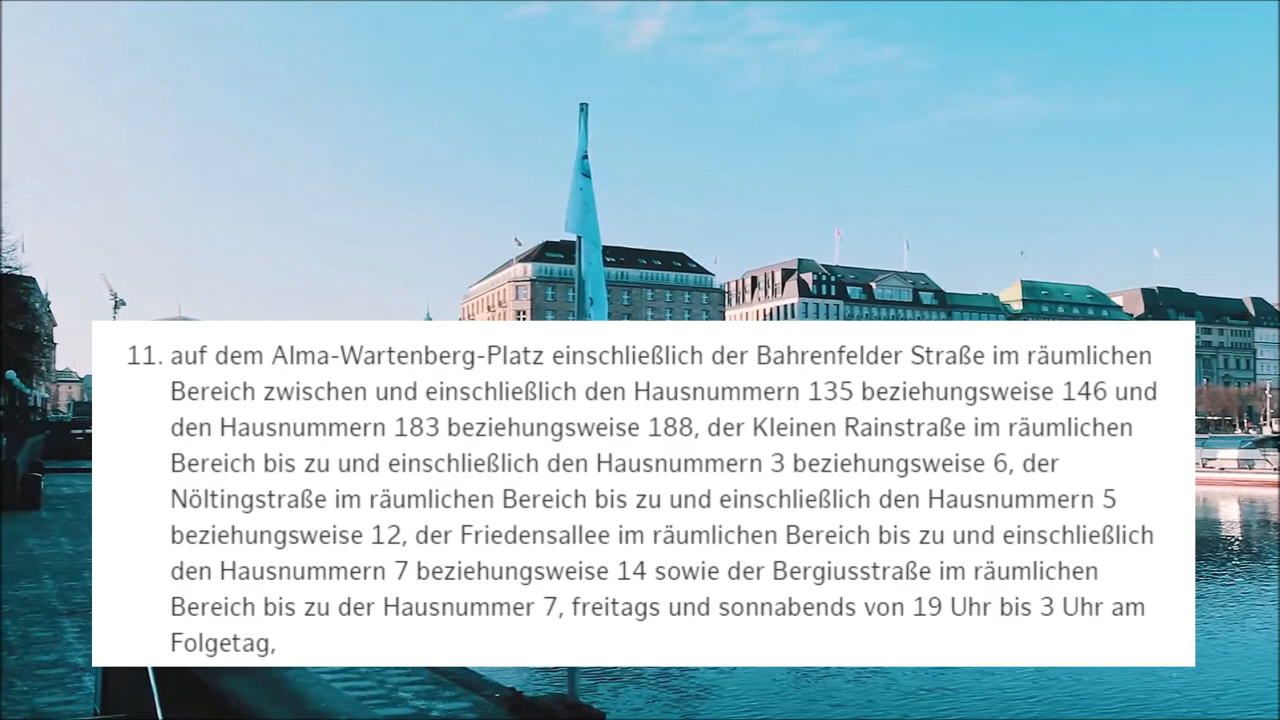 11. auf dem Alma-Wartenberg-Platz einschließlich der Bahrenfelder Straße im räumlichen
Bereich zwischen und einschließlich den Hausnummern 135 beziehungsweise 146 und
den Hausnummern 183 beziehungsweise 188, der Kleinen Rainstraße im räumlichen
Bereich bis zu und einschließlich den Hausnummern 3 beziehungsweise 6, der
Nöltingstraße im räumlichen Bereich bis zu und einschließlich den Hausnummern 5
beziehungsweise 12, der Friedensallee im räumlichen Bereich bis zu und einschließlich
den Hausnummern 7 beziehungsweise 14 sowie der Bergiusstraße im räumlichen
Bereich bis zu der Hausnummer 7, freitags und sonnabends von 19 Uhr bis 3 Uhr am
Folgetag,